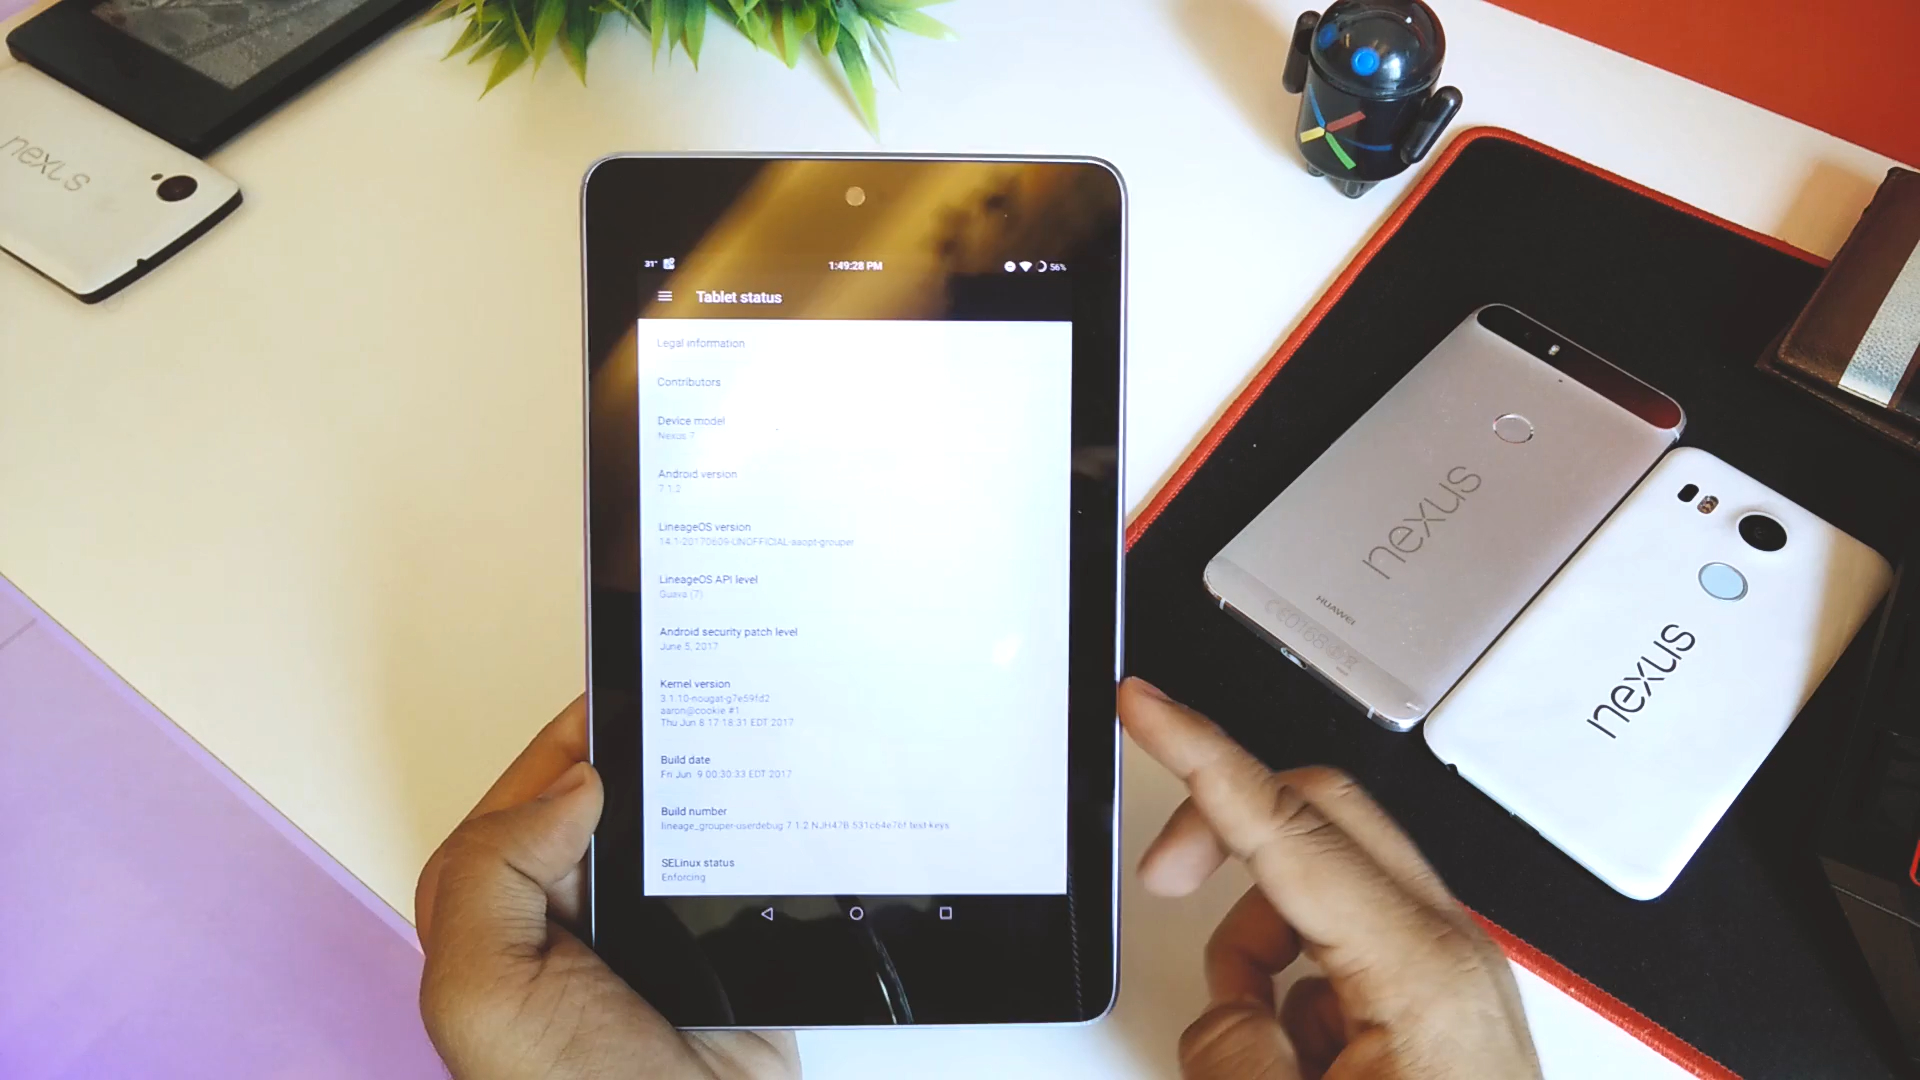 nexus
31°
1:49:28 PM
56%
Tablet status
Legal information
Contributors
Device model
Nexus 7
Android version
7.1.2
LineageOS version
14.1-20170609-UNOFFICIAL-aaopt-grouper
LineageOS API level
Guava (7)
Android security patch level
June 5, 2017
Kernel version
3.1.10-nougat-g7e59fd2
aaron@cookie #1
Thu Jun 8 17:18:31 EDT 2017
Build date
Fri Jun 9 00:30:33 EDT 2017
Build number
lineage_grouper-userdebug 7.1.2 NJH47B 531c64e76f test-keys
SELinux status
Enforcing
nexus
HUAWEI
CE0168
nexus